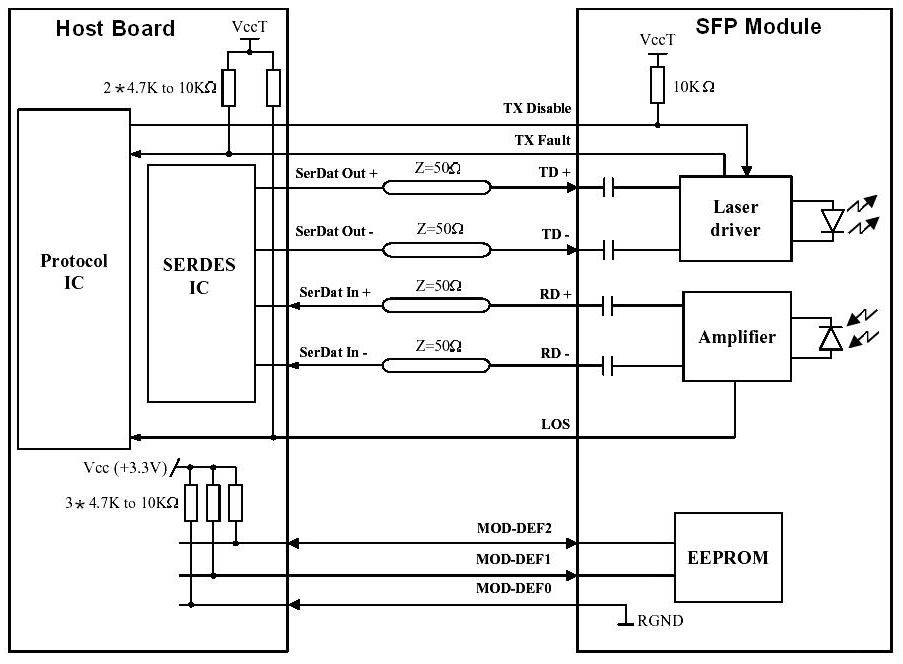 Host Board
SFP Module
VccT
VccT
2*4.7K to 10KΩ
10KΩ
TX Disable
TX Fault
SerDat Out +
Z=50Ω
TD +
SerDat Out -
Z=50Ω
TD -
Laser
driver
Protocol
IC
SERDES
IC
SerDat In +
Z=50Ω
RD +
SerDat In -
Z=50Ω
RD -
Amplifier
LOS
Vcc (+3.3V)
3*4.7K to 10KΩ
MOD-DEF2
MOD-DEF1
MOD-DEF0
EEPROM
RGND